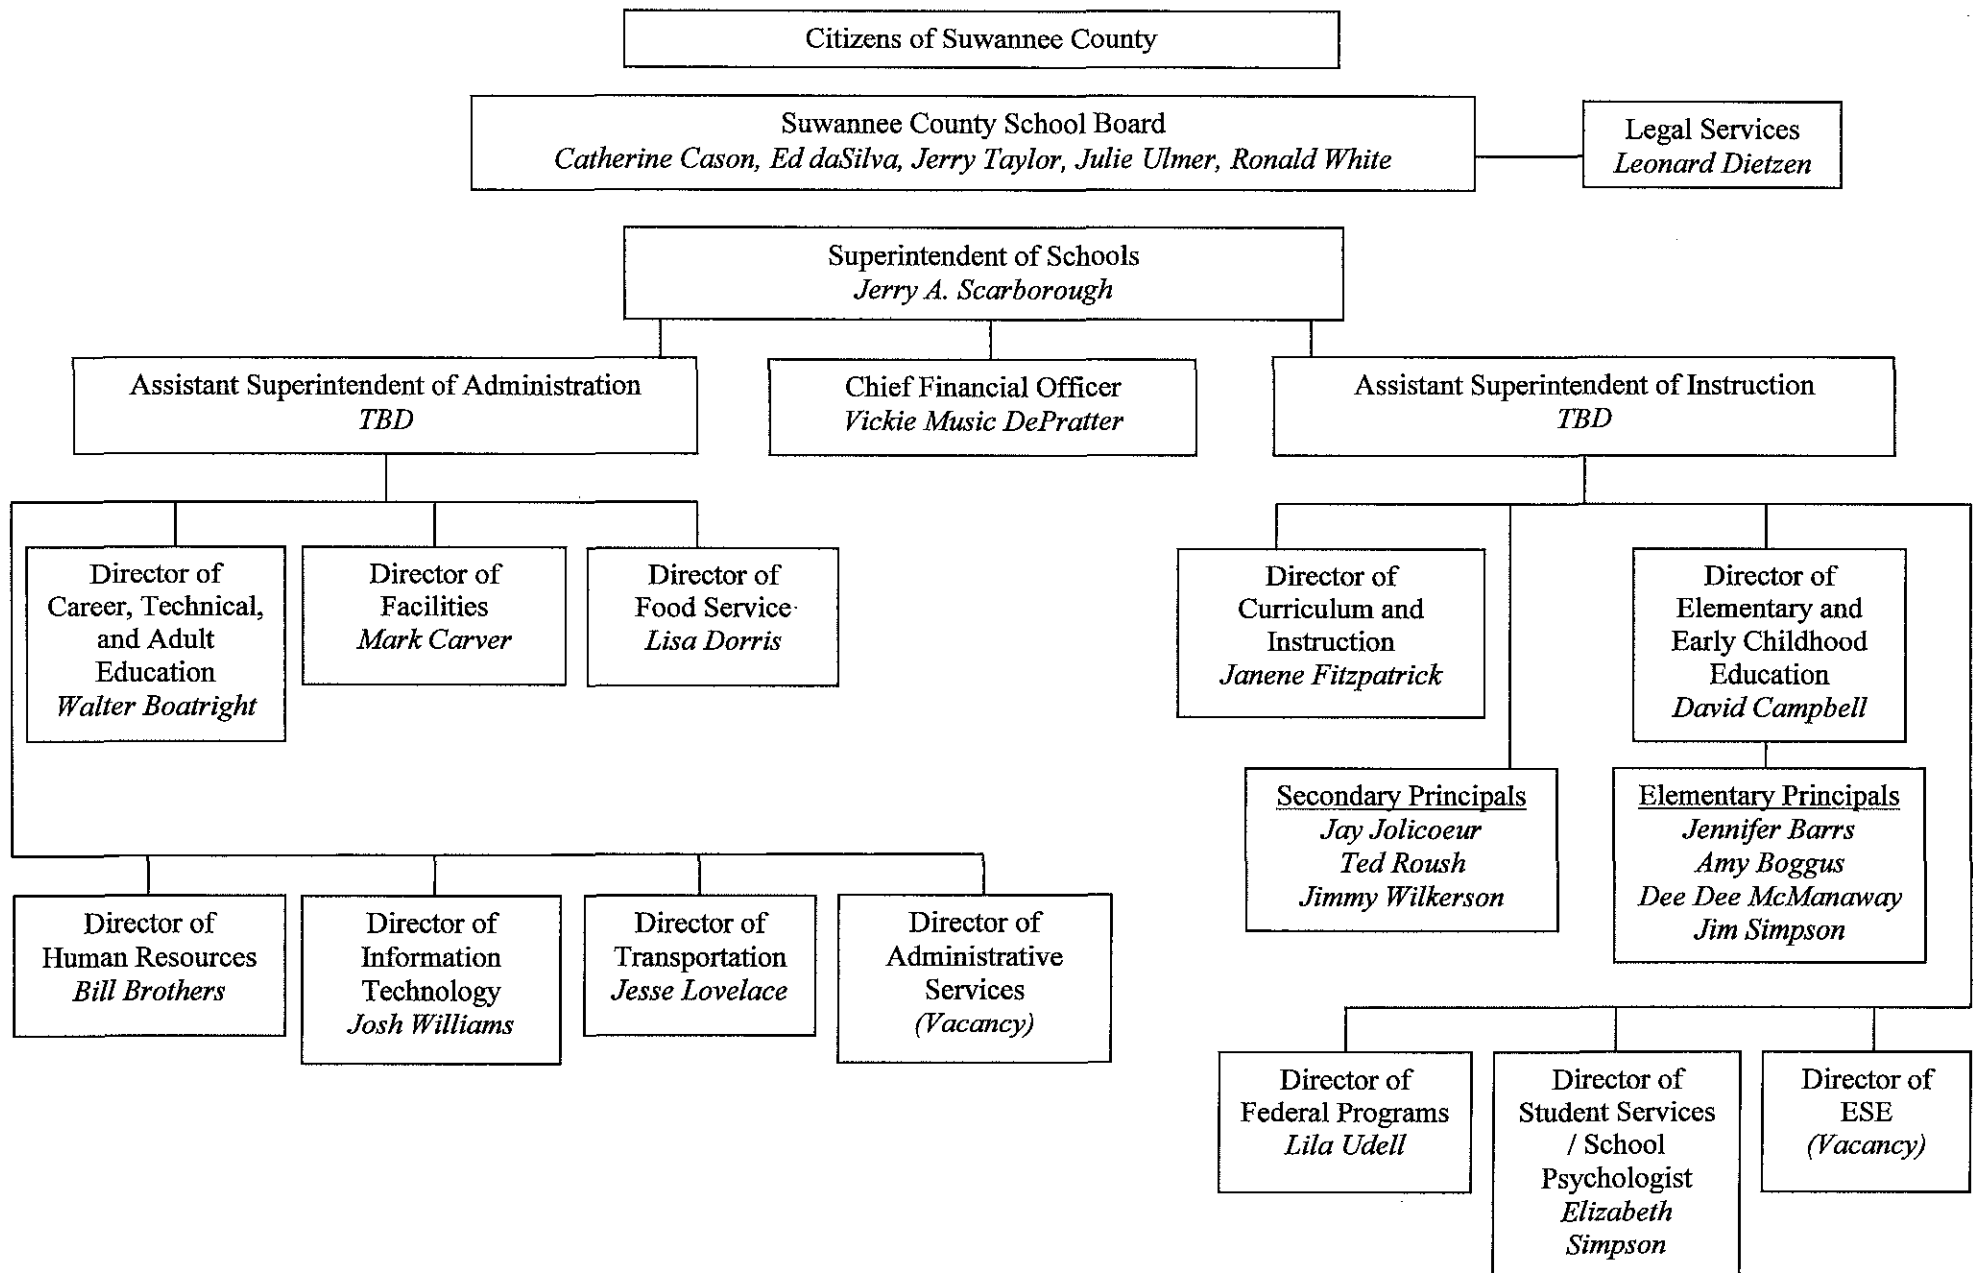 Citizens of Suwannee County
Suwannee County School Board
Catherine Cason, Ed daSilva, Jerry Taylor, Julie Ulmer, Ronald White
Legal Services
Leonard Dietzen
Superintendent of Schools
Jerry A. Scarborough
Assistant Superintendent of Administration
TBD
Chief Financial Officer
Vickie Music DePratter
Assistant Superintendent of Instruction
TBD
Director of
Career, Technical,
and Adult
Education
Walter Boatright
Director of
Facilities
Mark Carver
Director of
Food Service
Lisa Dorris
Director of
Curriculum and
Instruction
Janene Fitzpatrick
Director of
Elementary and
Early Childhood
Education
David Campbell
Secondary Principals
Jay Jolicoeur
Ted Roush
Jimmy Wilkerson
Elementary Principals
Jennifer Barrs
Amy Boggus
Dee Dee McManaway
Jim Simpson
Director of
Human Resources
Bill Brothers
Director of
Information
Technology
Josh Williams
Director of
Transportation
Jesse Lovelace
Director of
Administrative
Services
(Vacancy)
Director of
Federal Programs
Lila Udell
Director of
Student Services
/ School
Psychologist
Elizabeth
Simpson
Director of
ESE
(Vacancy)